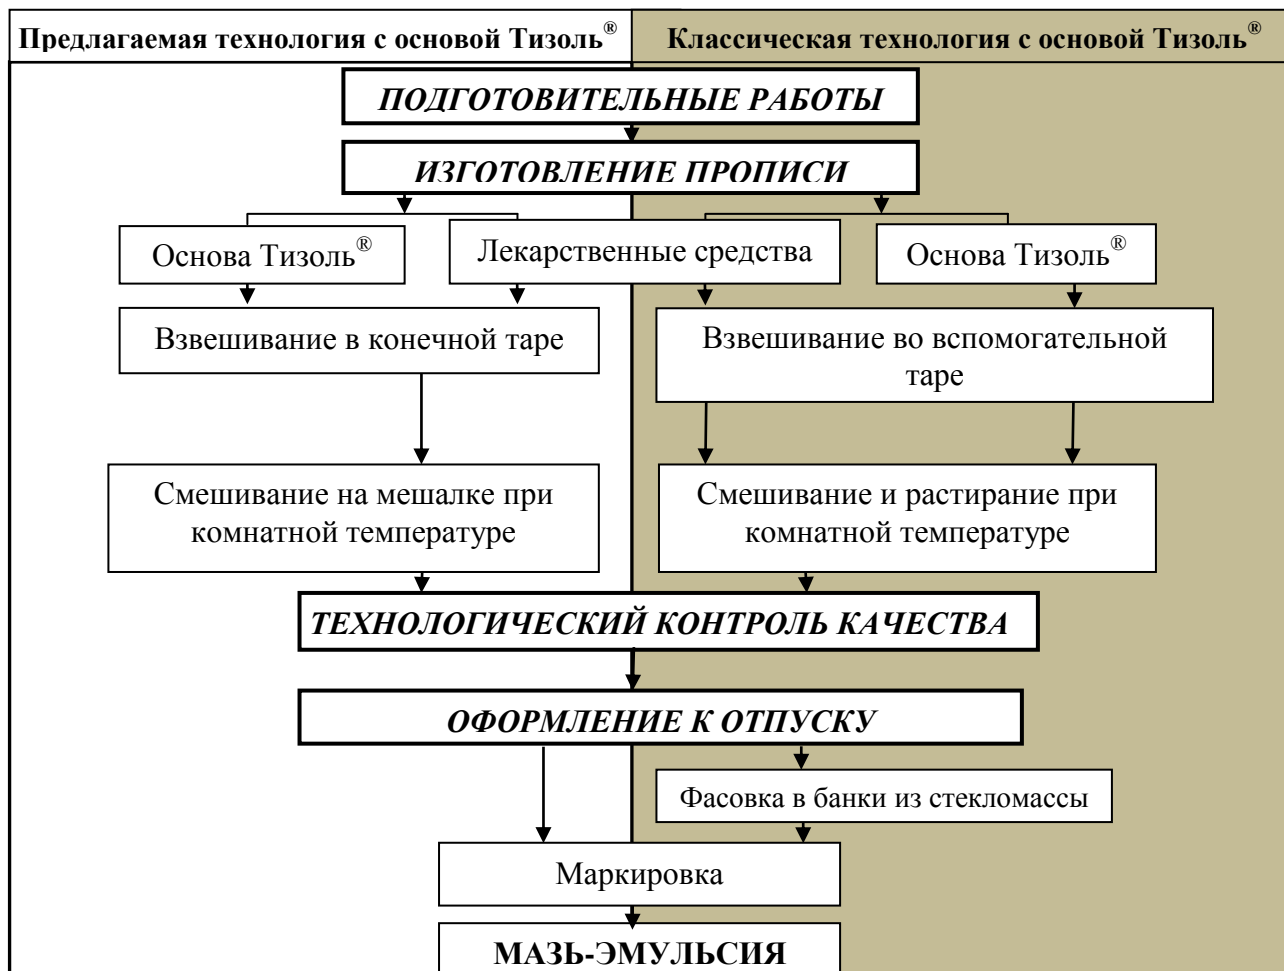 Предлагаемая технология с основой Тизоль®
Классическая технология с основой Тизоль®
ПОДГОТОВИТЕЛЬНЫЕ РАБОТЫ
ИЗГОТОВЛЕНИЕ ПРОПИСИ
Основа Тизоль®
Лекарственные средства
Основа Тизоль®
Взвешивание в конечной таре
Взвешивание во вспомогательной
таре
Смешивание на мешалке при
комнатной температуре
Смешивание и растирание при
комнатной температуре
ТЕХНОЛОГИЧЕСКИЙ КОНТРОЛЬ КАЧЕСТВА
ОФОРМЛЕНИЕ К ОТПУСКУ
Фасовка в банки из стекломассы
Маркировка
МАЗЬ-ЭМУЛЬСИЯ